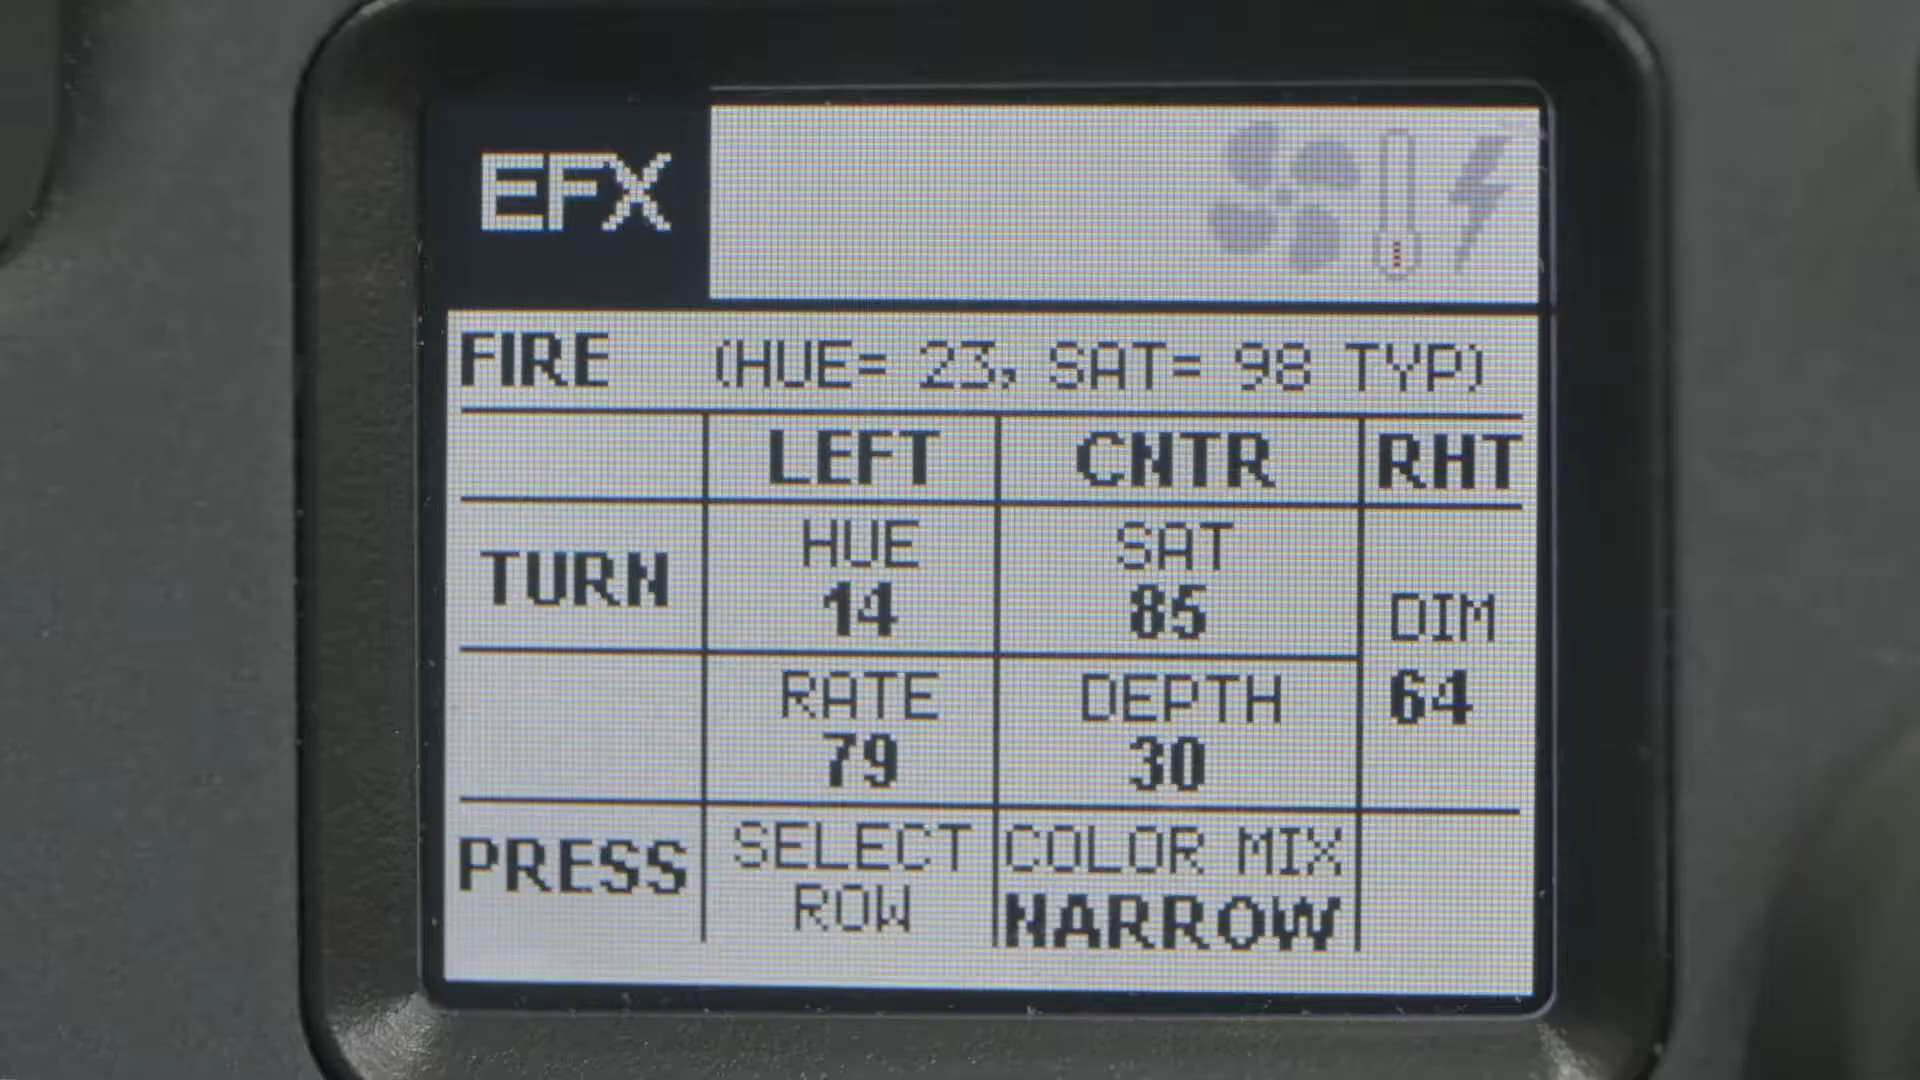 EFX
FIRE (HUE= 23, SAT= 98 TYP)
LEFT CNTR RHT
TURN HUE 14 SAT 85 DIM 64
RATE 79 DEPTH 30
PRESS SELECT ROW COLOR MIX NARROW